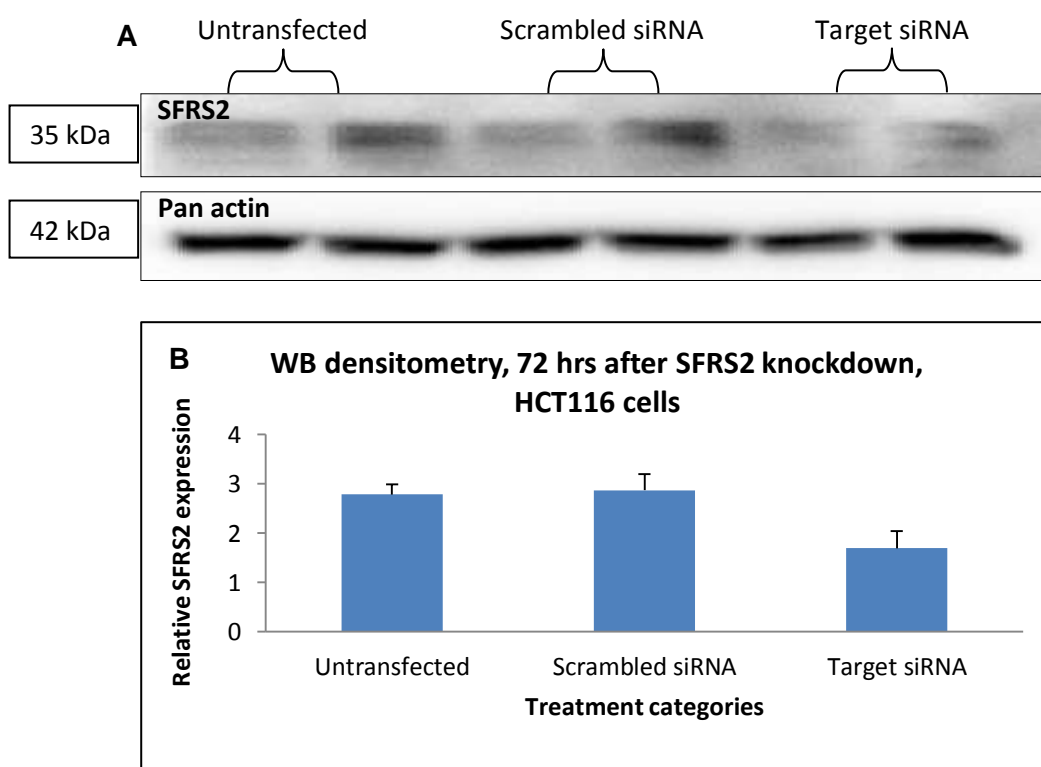 A
Untransfected
Scrambled siRNA
Target siRNA
SFRS2
35 kDa
Pan actin
42 kDa
B
WB densitometry, 72 hrs after SFRS2 knockdown,
HCT116 cells
Relative SFRS2 expression
4
3
2
1
0
Untransfected
Scrambled siRNA
Target siRNA
Treatment categories